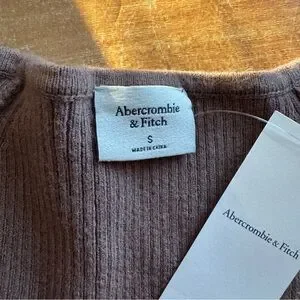 Abercrombie
& Fitch
S
MADE IN CHINA
Abercrombie & Fitch